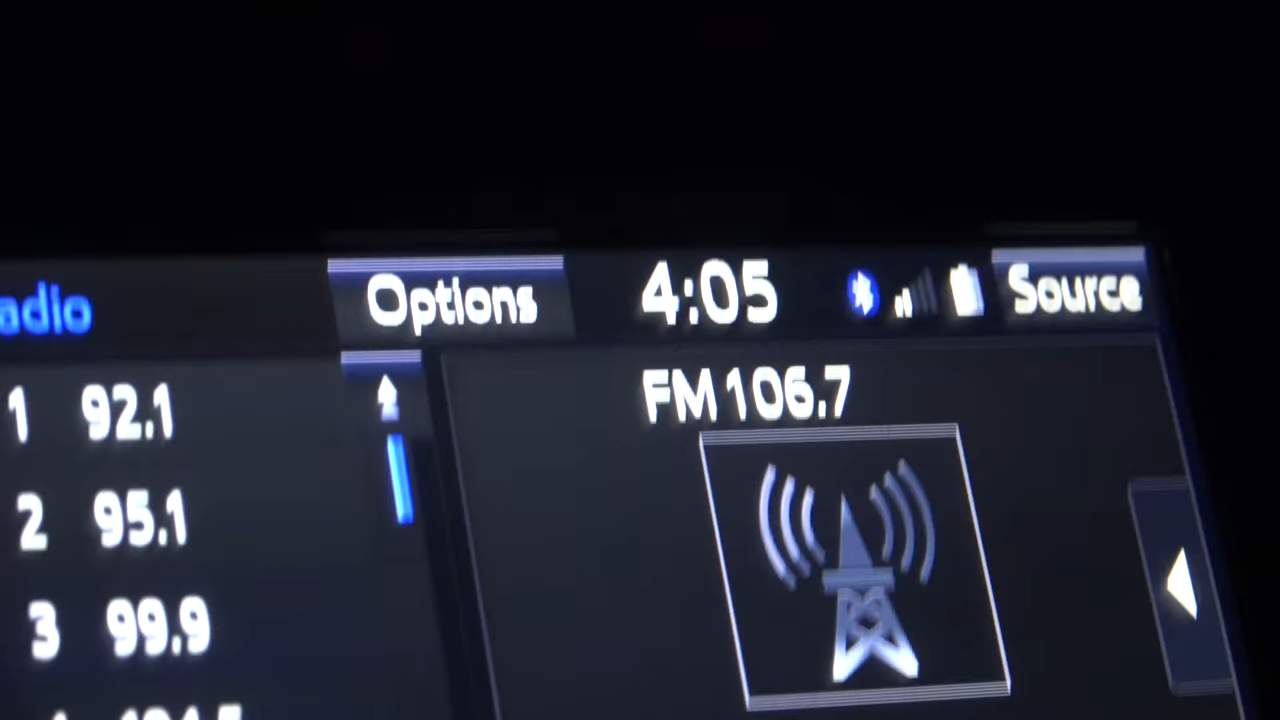 adio
Options
4:05
Source
FM 106.7
1 92.1
2 95.1
3 99.9